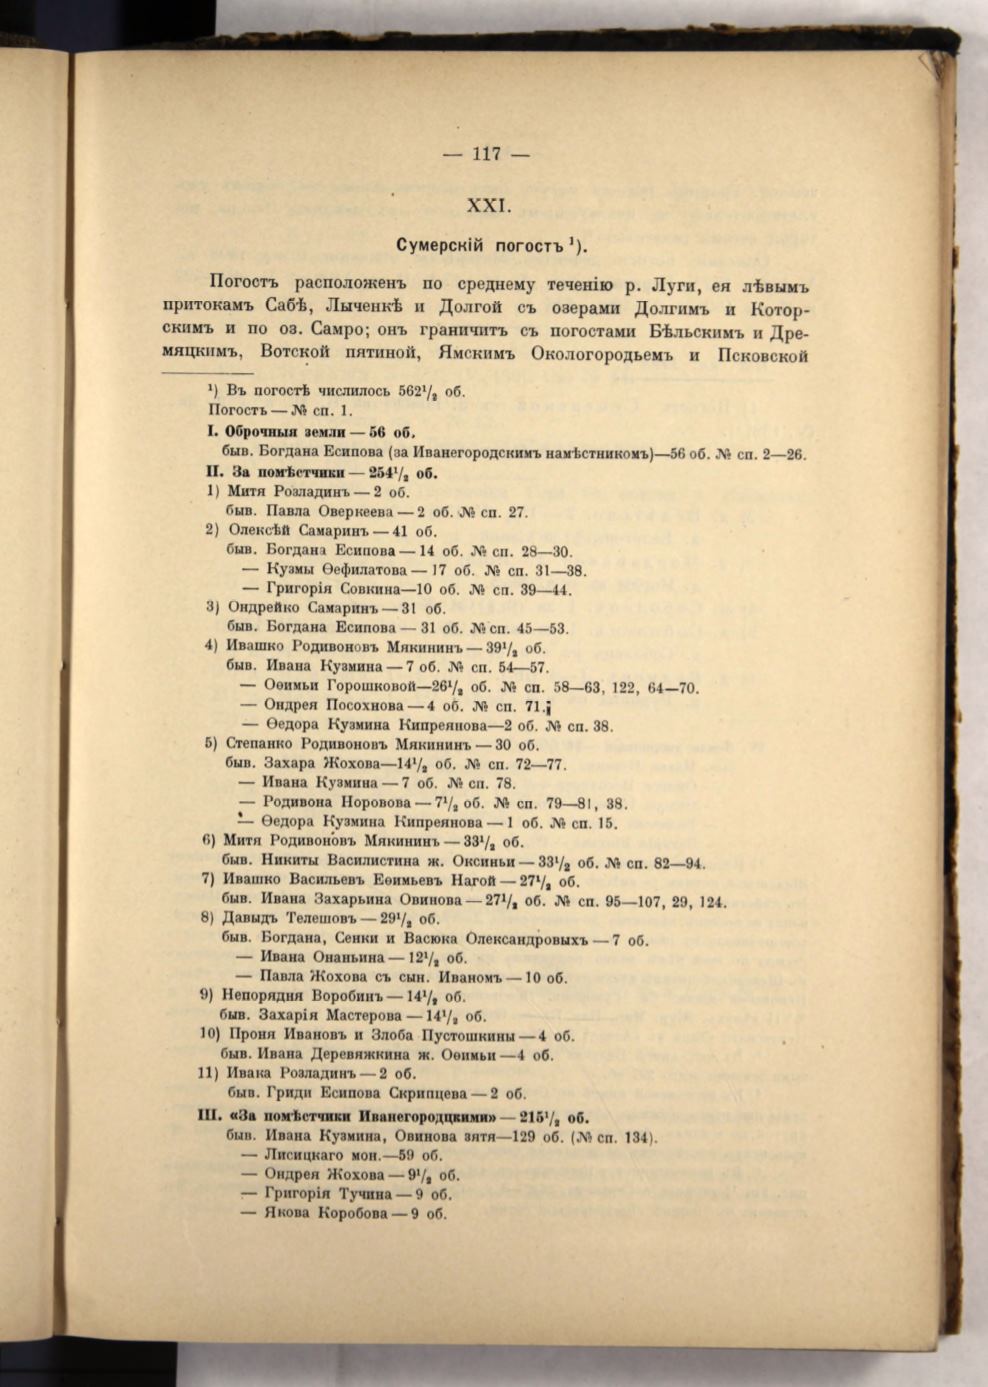 — 117 —
XXI.
Сумерскій погостъ ¹).
Погостъ расположенъ по среднему теченію р. Луги, ея лѣвымъ
притокамъ Сабѣ, Лыченкѣ и Долгой съ озерами Долгимъ и Котор-
скимъ и по оз. Самро; онъ граничитъ съ погостами Бѣльскимъ и Дре-
мяцкимъ, Вотской пятиной, Ямскимъ Окологородьемъ и Псковской
¹) Въ погостѣ числилось 562¹/₂ об.
Погость — № сп. 1.
I. Оброчныя земли — 56 об.
быв. Богдана Есипова (за Иванегородскимъ намѣстникомъ)—56 об. № сп. 2—26.
II. За помѣстчики — 254¹/₂ об.
1) Митя Розладинъ — 2 об.
быв. Павла Оверкеева — 2 об. № сп. 27.
2) Олексѣй Самаринъ — 41 об.
быв. Богдана Есипова — 14 об. № сп. 28—30.
— Кузмы Ѳефилатова — 17 об. № сп. 31—38.
— Григорія Совкина—10 об. № сп. 39—44.
3) Ондрейко Самаринъ — 31 об.
быв. Богдана Есипова — 31 об. № сп. 45—53.
4) Ивашко Родивоновъ Мякининъ — 39¹/₂ об.
быв. Ивана Кузмина — 7 об. № сп. 54—57.
— Оѳимьи Горошковой—26¹/₂ об. № сп. 58—63, 122, 64—70.
— Ондрея Посохнова — 4 об. № сп. 71.
— Ѳедора Кузмина Кипреянова—2 об. № сп. 38.
5) Степанко Родивоновъ Мякининъ — 30 об.
быв. Захара Жохова—14¹/₂ об. № сп. 72—77.
— Ивана Кузмина — 7 об. № сп. 78.
— Родивона Норовова — 7¹/₂ об. № сп. 79—81, 38.
— Ѳедора Кузмина Кипреянова — 1 об. № сп. 15.
6) Митя Родивоновъ Мякининъ — 33¹/₂ об.
быв. Никиты Василистина ж. Оксиньи — 33¹/₂ об. № сп. 82—94.
7) Ивашко Васильевъ Еѳимьевъ Нагой — 27¹/₂ об.
быв. Ивана Захарьина Овинова — 27¹/₂ об. № сп. 95—107, 29, 124.
8) Давыдъ Телешовъ — 29¹/₂ об.
быв. Богдана, Сенки и Васюка Олександровыхъ — 7 об.
— Ивана Онаньина — 12¹/₂ об.
— Павла Жохова съ сын. Иваномъ — 10 об.
9) Непорядня Воробинъ — 14¹/₂ об.
быв. Захарія Мастерова — 14¹/₂ об.
10) Проня Ивановъ и Злоба Пустошкины — 4 об.
быв. Ивана Деревяжкина ж. Оѳимьи — 4 об.
11) Ивака Розладинъ — 2 об.
быв. Гриди Есипова Скрипцева — 2 об.
III. «За помѣстчики Иванегородцкими» — 215¹/₂ об.
быв. Ивана Кузмина, Овинова зятя—129 об. (№ сп. 134).
— Лисицкаго мон.—59 об.
— Ондрея Жохова — 9¹/₂ об.
— Григорія Тучина — 9 об.
— Якова Коробова — 9 об.